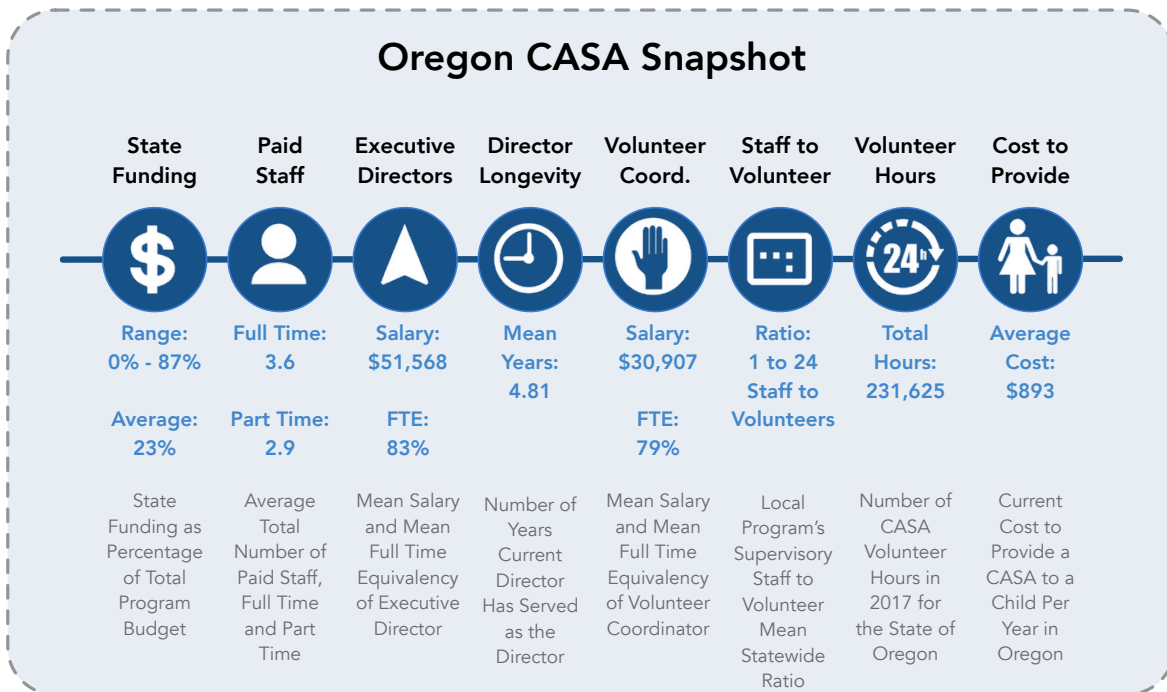 Oregon CASA Snapshot
State
Funding
Paid
Staff
Executive
Directors
Director
Longevity
Volunteer
Coord.
Staff to
Volunteer
Volunteer
Hours
Cost to
Provide
$
24h
Range:
0% - 87%
Average:
23%
Full Time:
3.6
Part Time:
2.9
Salary:
$51,568
FTE:
83%
Mean
Years:
4.81
Salary:
$30,907
FTE:
79%
Ratio:
1 to 24
Staff to
Volunteers
Total
Hours:
231,625
Average
Cost:
$893
State
Funding as
Percentage
of Total
Program
Budget
Average
Total
Number of
Paid Staff,
Full Time
and Part
Time
Mean Salary
and Mean
Full Time
Equivalency
of Executive
Director
Number of
Years
Current
Director
Has Served
as the
Director
Mean Salary
and Mean
Full Time
Equivalency
of Volunteer
Coordinator
Local
Program’s
Supervisory
Staff to
Volunteer
Mean
Statewide
Ratio
Number of
CASA
Volunteer
Hours in
2017 for
the State of
Oregon
Current
Cost to
Provide a
CASA to a
Child Per
Year in
Oregon